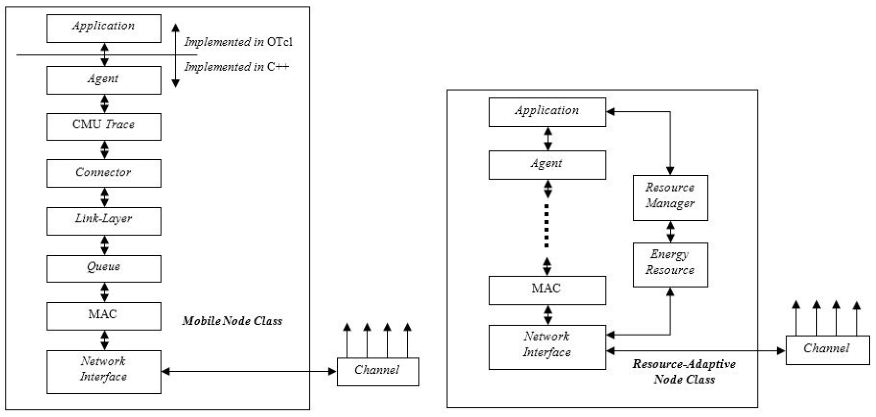 Application
Implemented in OTcl
Implemented in C++
Agent
CMU Trace
Connector
Link-Layer
Queue
MAC
Mobile Node Class
Network
Interface
Channel
Application
Agent
Resource
Manager
Energy
Resource
MAC
Network
Interface
Resource-Adaptive
Node Class
Channel